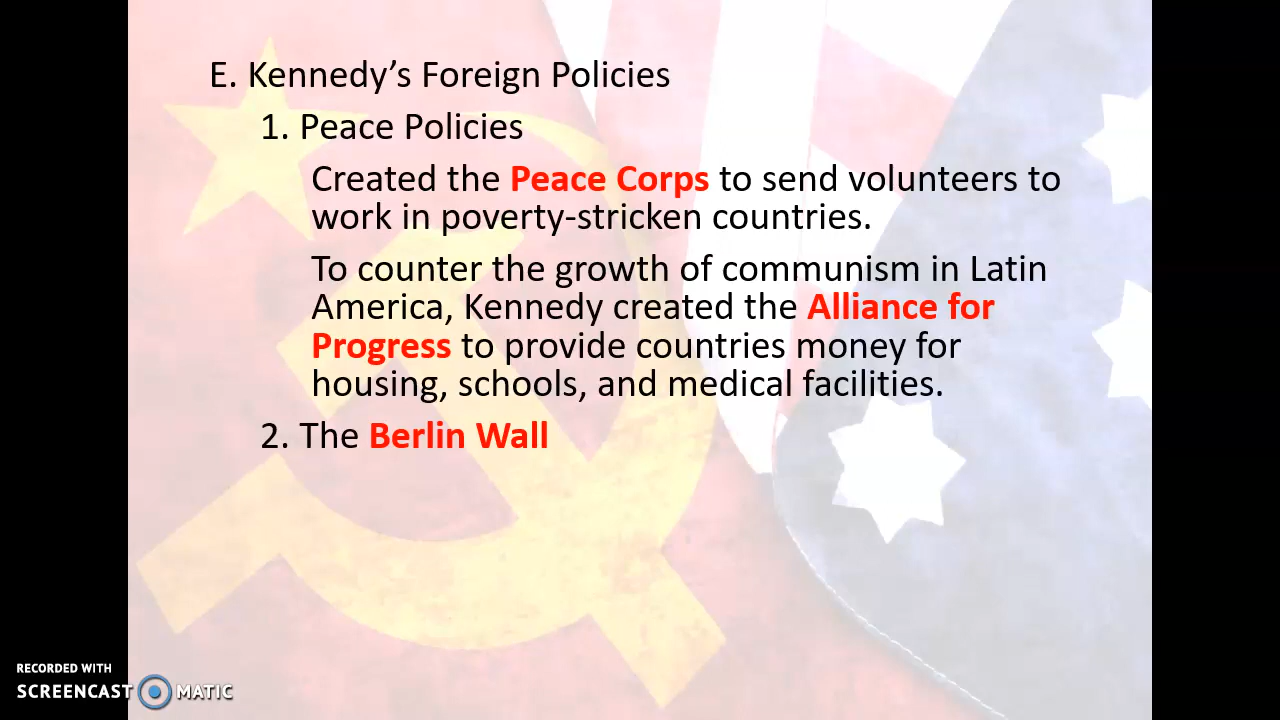 E. Kennedy’s Foreign Policies
1. Peace Policies
Created the Peace Corps to send volunteers to
work in poverty-stricken countries.
To counter the growth of communism in Latin
America, Kennedy created the Alliance for
Progress to provide countries money for
housing, schools, and medical facilities.
2. The Berlin Wall
RECORDED WITH
SCREENCAST MATIC